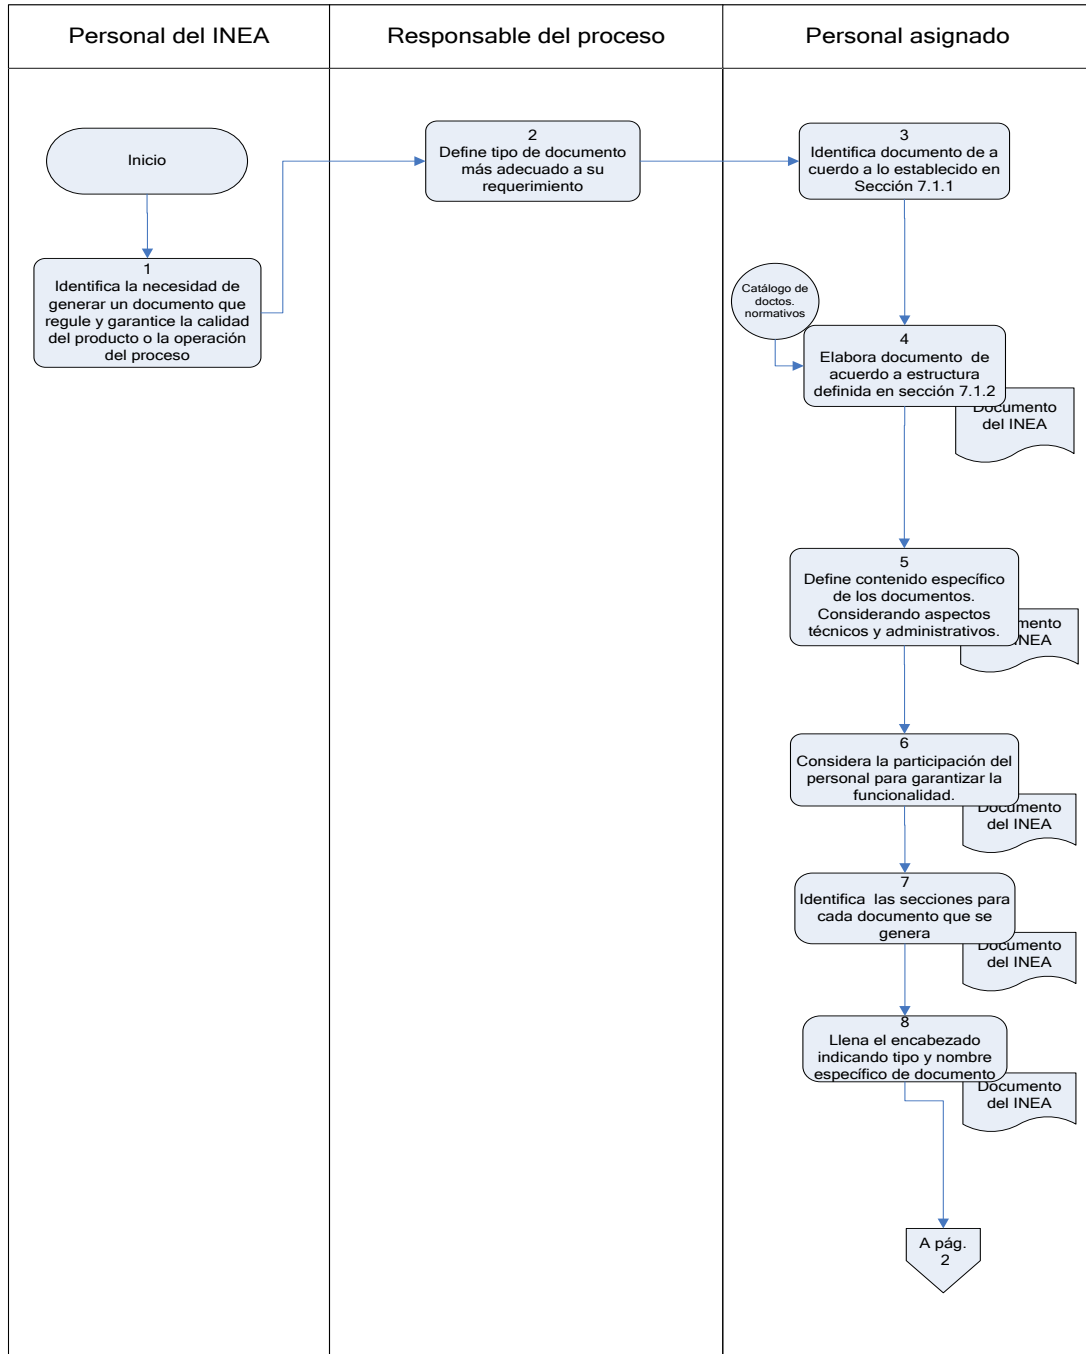 Personal del INEA
Responsable del proceso
Personal asignado
Inicio
1
Identifica la necesidad de
generar un documento que
regule y garantice la calidad
del producto o la operación
del proceso
2
Define tipo de documento
más adecuado a su
requerimiento
3
Identifica documento de a
cuerdo a lo establecido en
Sección 7.1.1
Catálogo de
doctos.
normativos
4
Elabora documento de
acuerdo a estructura
definida en sección 7.1.2
Documento
del INEA
5
Define contenido específico
de los documentos.
Considerando aspectos
técnicos y administrativos.
mento
INEA
6
Considera la participación del
personal para garantizar la
funcionalidad.
Documento
del INEA
7
Identifica las secciones para
cada documento que se
genera
Documento
del INEA
8
Llena el encabezado
indicando tipo y nombre
específico de documento
Documento
del INEA
A pág.
2